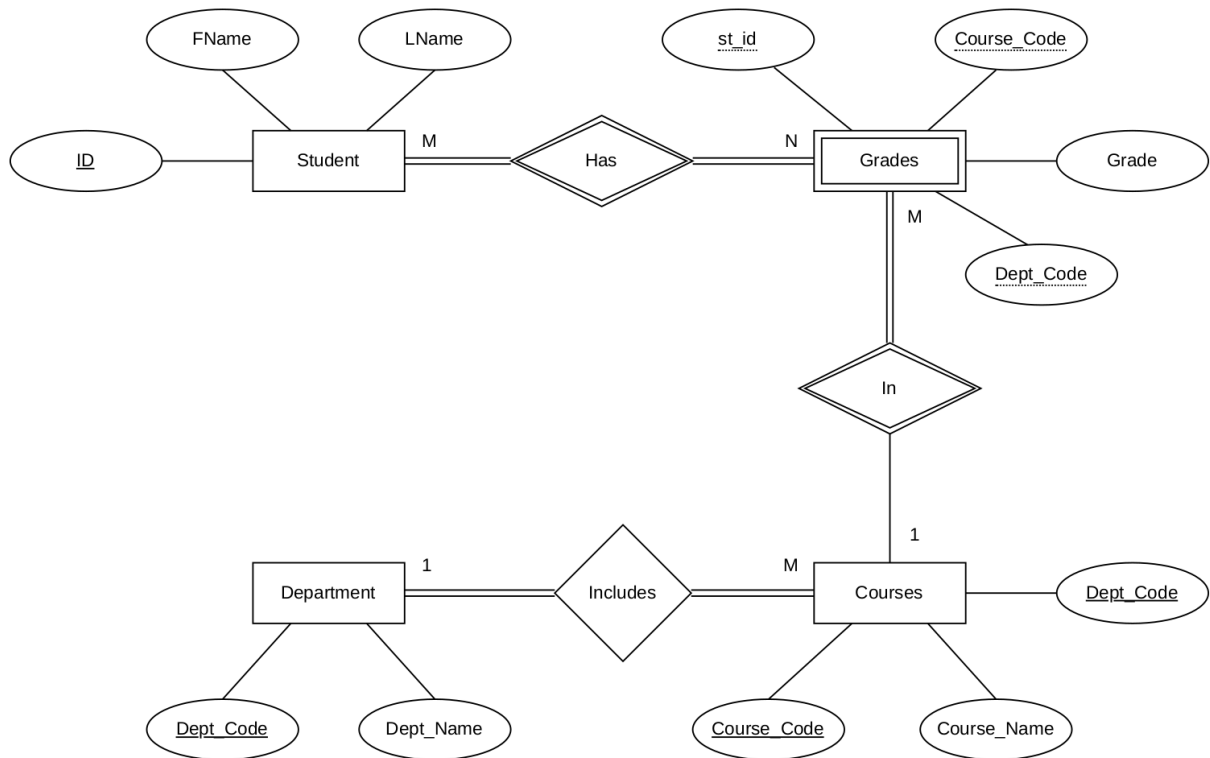 FName
LName
st_id
Course_Code
ID
Student
M
Has
N
Grades
Grade
M
Dept_Code
In
1
Department
1
Includes
M
Courses
Dept_Code
Dept_Code
Dept_Name
Course_Code
Course_Name